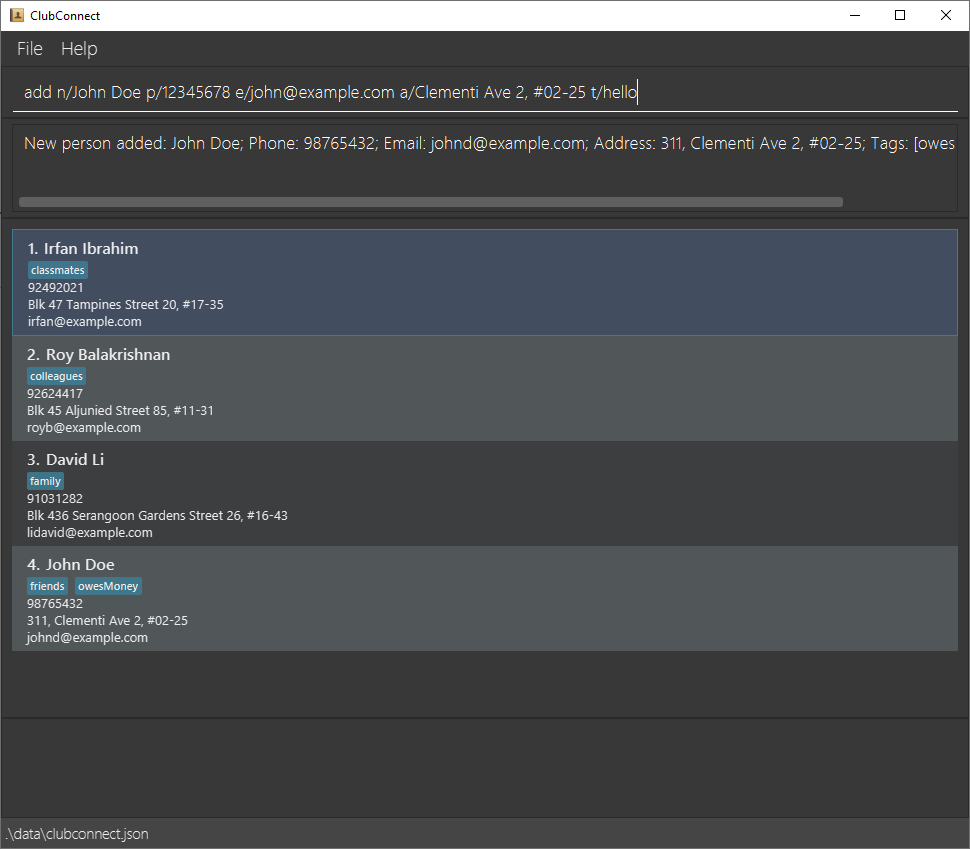 ClubConnect
File Help
add n/John Doe p/12345678 e/john@example.com a/Clementi Ave 2, #02-25 t/hello
New person added: John Doe; Phone: 98765432; Email: johnd@example.com; Address: 311, Clementi Ave 2, #02-25; Tags: [owes
1. Irfan Ibrahim
classmates
92492021
Blk 47 Tampines Street 20, #17-35
irfan@example.com
2. Roy Balakrishnan
colleagues
92624417
Blk 45 Aljunied Street 85, #11-31
royb@example.com
3. David Li
family
91031282
Blk 436 Serangoon Gardens Street 26, #16-43
lidavid@example.com
4. John Doe
friends owesMoney
98765432
311, Clementi Ave 2, #02-25
johnd@example.com
.\data\clubconnect.json